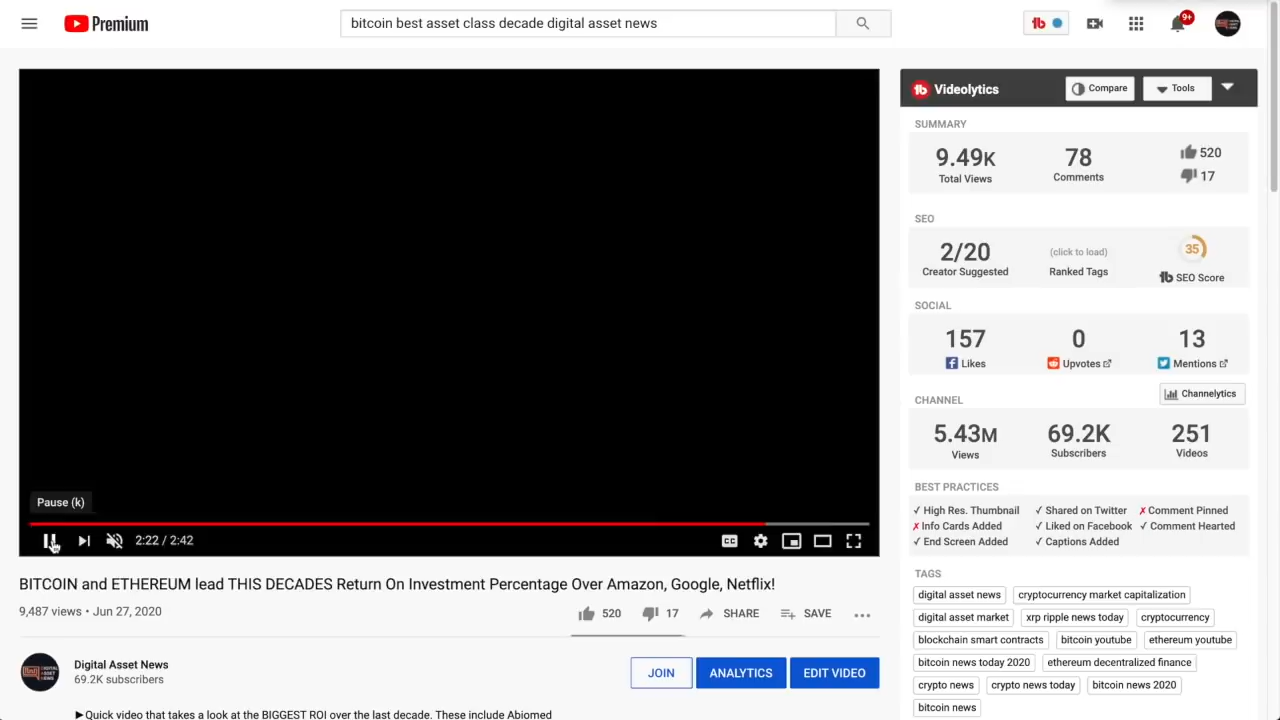 Premium
bitcoin best asset class decade digital asset news
9+
Videolytics
Compare
Tools
SUMMARY
9.49K
Total Views
78
Comments
520
17
SEO
2/20
Creator Suggested
(click to load)
Ranked Tags
35
SEO Score
SOCIAL
157
Likes
0
Upvotes
13
Mentions
CHANNEL
Channelytics
5.43M
Views
69.2K
Subscribers
251
Videos
BEST PRACTICES
✓ High Res. Thumbnail ✓ Shared on Twitter ✗ Comment Pinned
✗ Info Cards Added ✓ Liked on Facebook ✓ Comment Hearted
✓ End Screen Added ✓ Captions Added
TAGS
digital asset news cryptocurrency market capitalization
digital asset market xrp ripple news today cryptocurrency
blockchain smart contracts bitcoin youtube ethereum youtube
bitcoin news today 2020 ethereum decentralized finance
crypto news crypto news today bitcoin news 2020
bitcoin news
Pause (k)
2:22 / 2:42
CC
BITCOIN and ETHEREUM lead THIS DECADES Return On Investment Percentage Over Amazon, Google, Netflix!
9,487 views • Jun 27, 2020
520 17 SHARE SAVE
Digital Asset News
69.2K subscribers
JOIN ANALYTICS EDIT VIDEO
►Quick video that takes a look at the BIGGEST ROI over the last decade. These include Abiomed